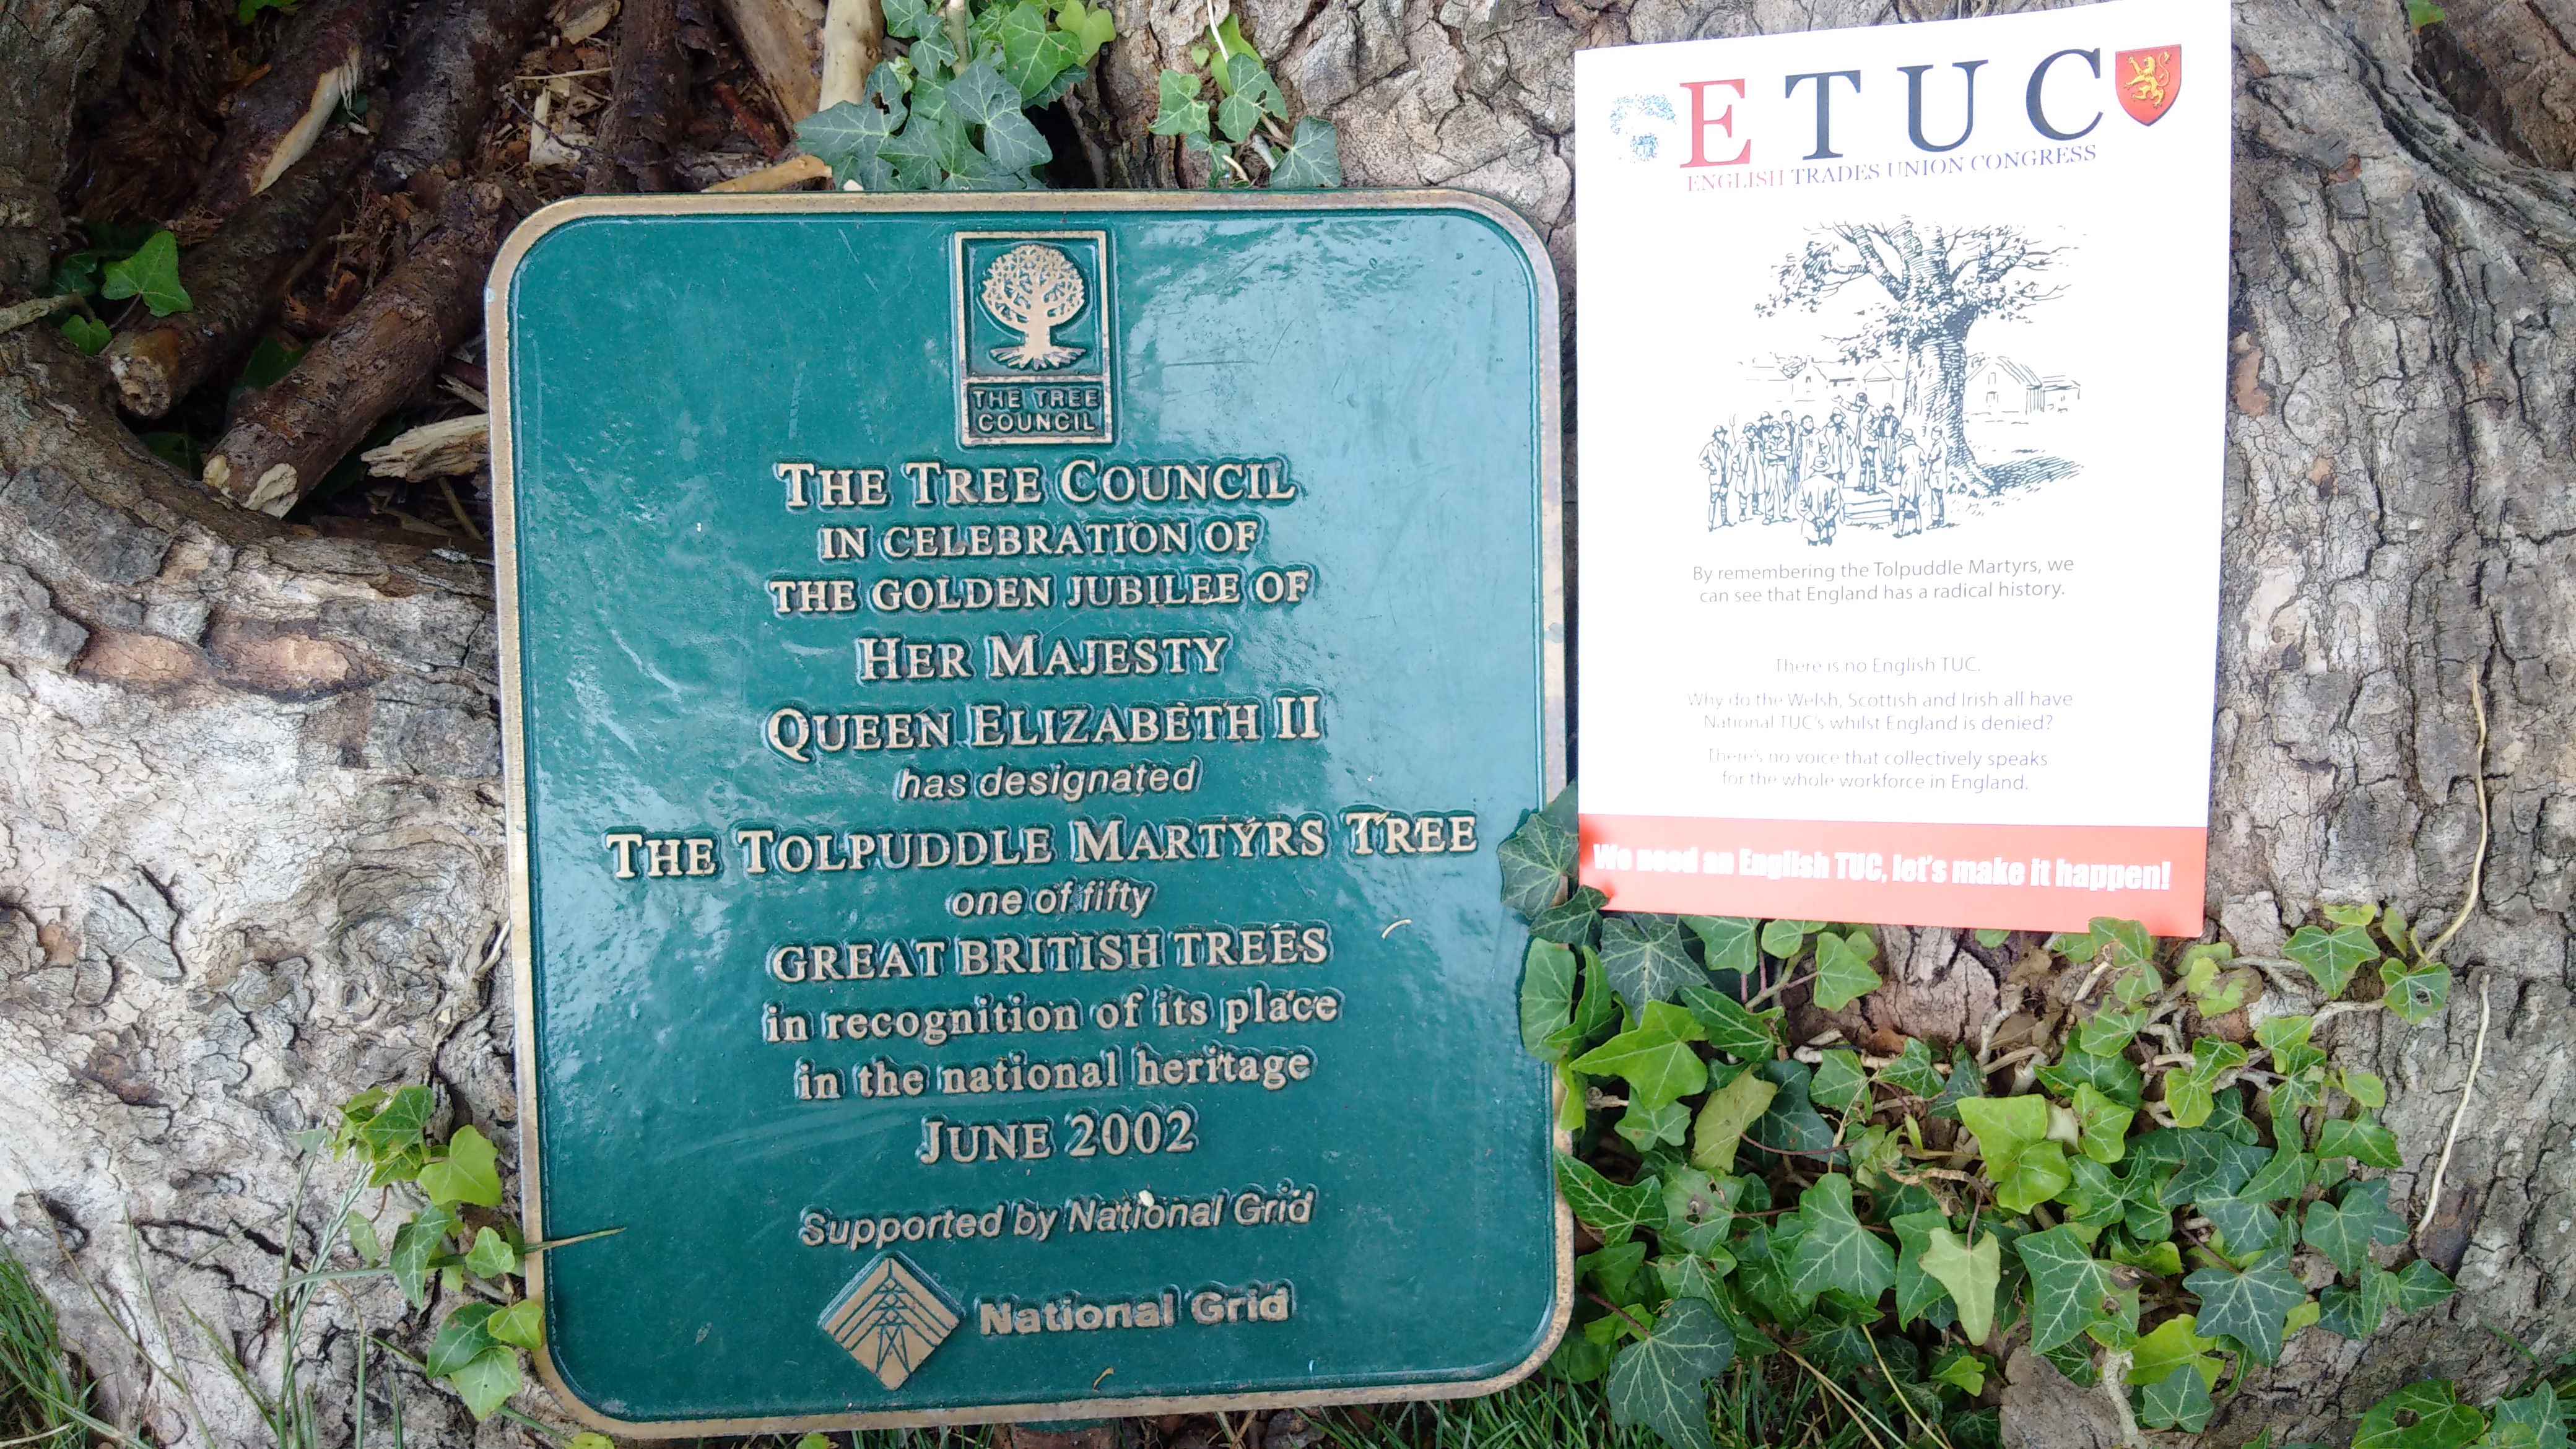 THE TREE
COUNCIL
THE TREE COUNCIL
IN CELEBRATION OF
THE GOLDEN JUBILEE OF
HER MAJESTY
QUEEN ELIZABETH II
has designated
THE TOLPUDDLE MARTYRS TREE
one of fifty
GREAT BRITISH TREES
in recognition of its place
in the national heritage
JUNE 2002
Supported by National Grid
National Grid
ETUC
ENGLISH TRADES UNION CONGRESS
By remembering the Tolpuddle Martyrs, we
can see that England has a radical history.
There is no English TUC.
Why do the Welsh, Scottish and Irish all have
National TUC's whilst England is denied?
There's no voice that collectively speaks
for the whole workforce in England.
We need an English TUC, let's make it happen!